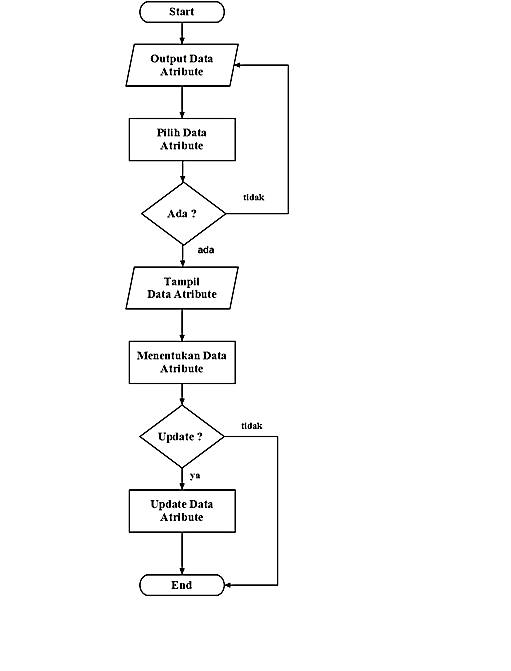 Start
Output Data
Atribute
Pilih Data
Atribute
tidak
Ada ?
ada
Tampil
Data Atribute
Menentukan Data
Atribute
tidak
Update ?
ya
Update Data
Atribute
End